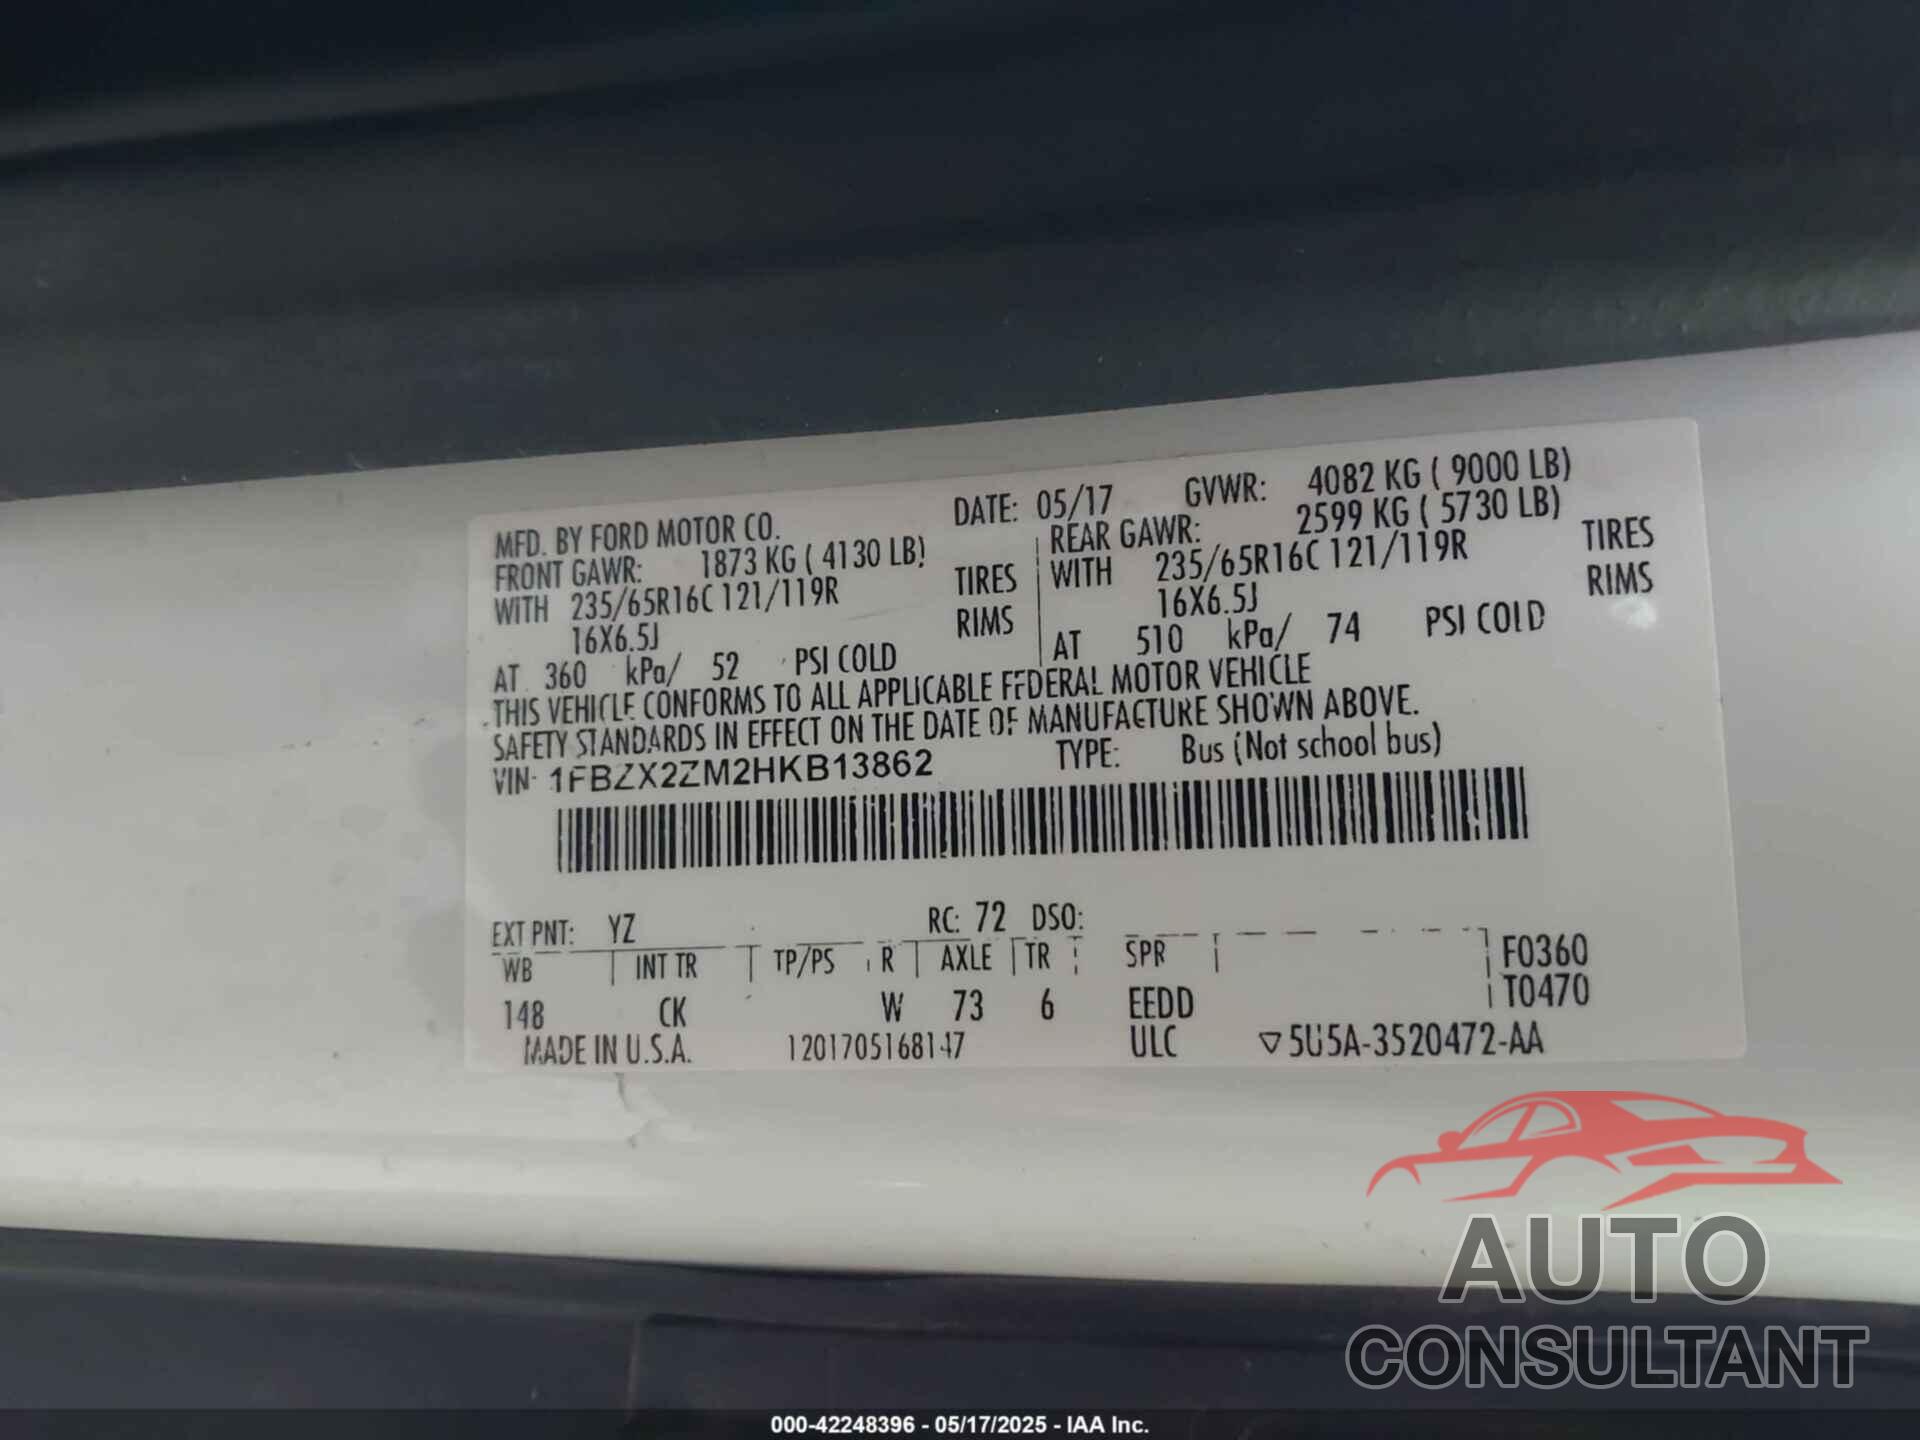 MFD. BY FORD MOTOR CO. DATE: 05/17 GVWR: 4082 KG ( 9000 LB)
FRONT GAWR: 1873 KG ( 4130 LB) REAR GAWR: 2599 KG ( 5730 LB)
WITH 235/65R16C 121/119R TIRES WITH 235/65R16C 121/119R TIRES
16X6.5J RIMS 16X6.5J RIMS
AT 360 kPa/ 52 PSI COLD AT 510 kPa/ 74 PSI COLD
THIS VEHICLE CONFORMS TO ALL APPLICABLE FEDERAL MOTOR VEHICLE
SAFETY STANDARDS IN EFFECT ON THE DATE OF MANUFACTURE SHOWN ABOVE.
VIN: 1FBZX2ZM2HKB13862 TYPE: Bus (Not school bus)
EXT PNT: YZ RC: 72 DSO:
WB INT TR TP/PS R AXLE TR SPR F0360
148 CK W 73 6 EEDD T0470
MADE IN U.S.A. 1201705168147 ULC ▽5U5A-3520472-AA
AUTO
CONSULTANT
000-42248396 - 05/17/2025 - IAA Inc.